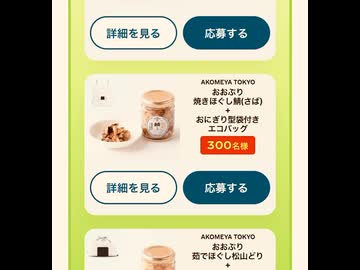 詳細を見る
応募する
AKOMEYA TOKYO
おおぶり
焼きほぐし鯖(さば)
+
おにぎり型袋付き
エコバッグ
300名様
詳細を見る
応募する
AKOMEYA TOKYO
おおぶり
茹でほぐし松山どり
+